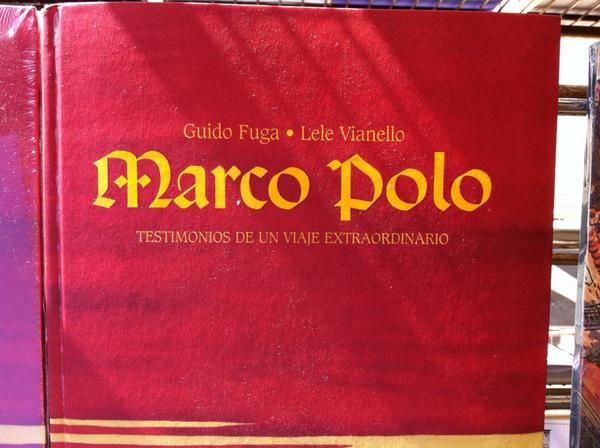 Guido Fuga • Lele Vianello
Marco Polo
TESTIMONIOS DE UN VIAJE EXTRAORDINARIO